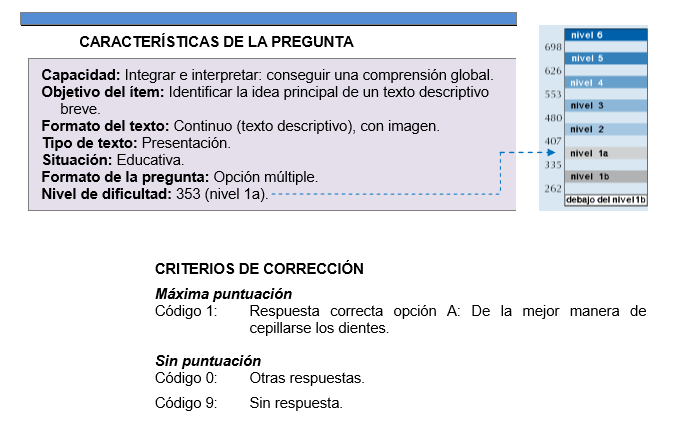 CARACTERÍSTICAS DE LA PREGUNTA
Capacidad: Integrar e interpretar: conseguir una comprensión global.
Objetivo del ítem: Identificar la idea principal de un texto descriptivo
breve.
Formato del texto: Continuo (texto descriptivo), con imagen.
Tipo de texto: Presentación.
Situación: Educativa.
Formato de la pregunta: Opción múltiple.
Nivel de dificultad: 353 (nivel 1a).
nivel 6
698
nivel 5
626
nivel 4
553
nivel 3
480
nivel 2
407
nivel 1a
335
nivel 1b
262
debajo del nivel1b
CRITERIOS DE CORRECCIÓN
Máxima puntuación
Código 1: Respuesta correcta opción A: De la mejor manera de
cepillarse los dientes.
Sin puntuación
Código 0: Otras respuestas.
Código 9: Sin respuesta.